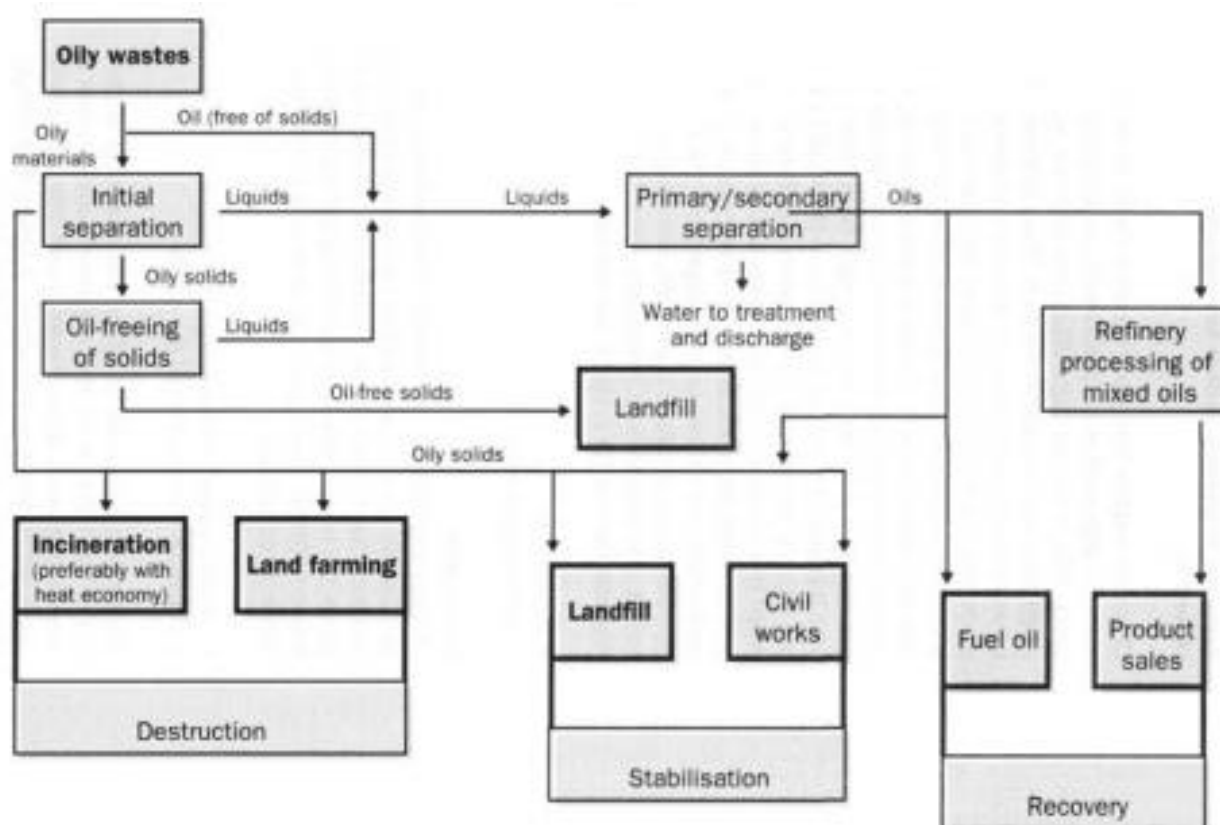 Oily wastes
Oil (free of solids)
Oily
materials
Initial
separation
Liquids
Liquids
Primary/secondary
separation
Oils
Oily solids
Oil-freeing
of solids
Liquids
Water to treatment
and discharge
Refinery
processing of
mixed oils
Oil-free solids
Landfill
Oily solids
Incineration
(preferably with
heat economy)
Land farming
Landfill
Civil
works
Fuel oil
Product
sales
Destruction
Stabilisation
Recovery